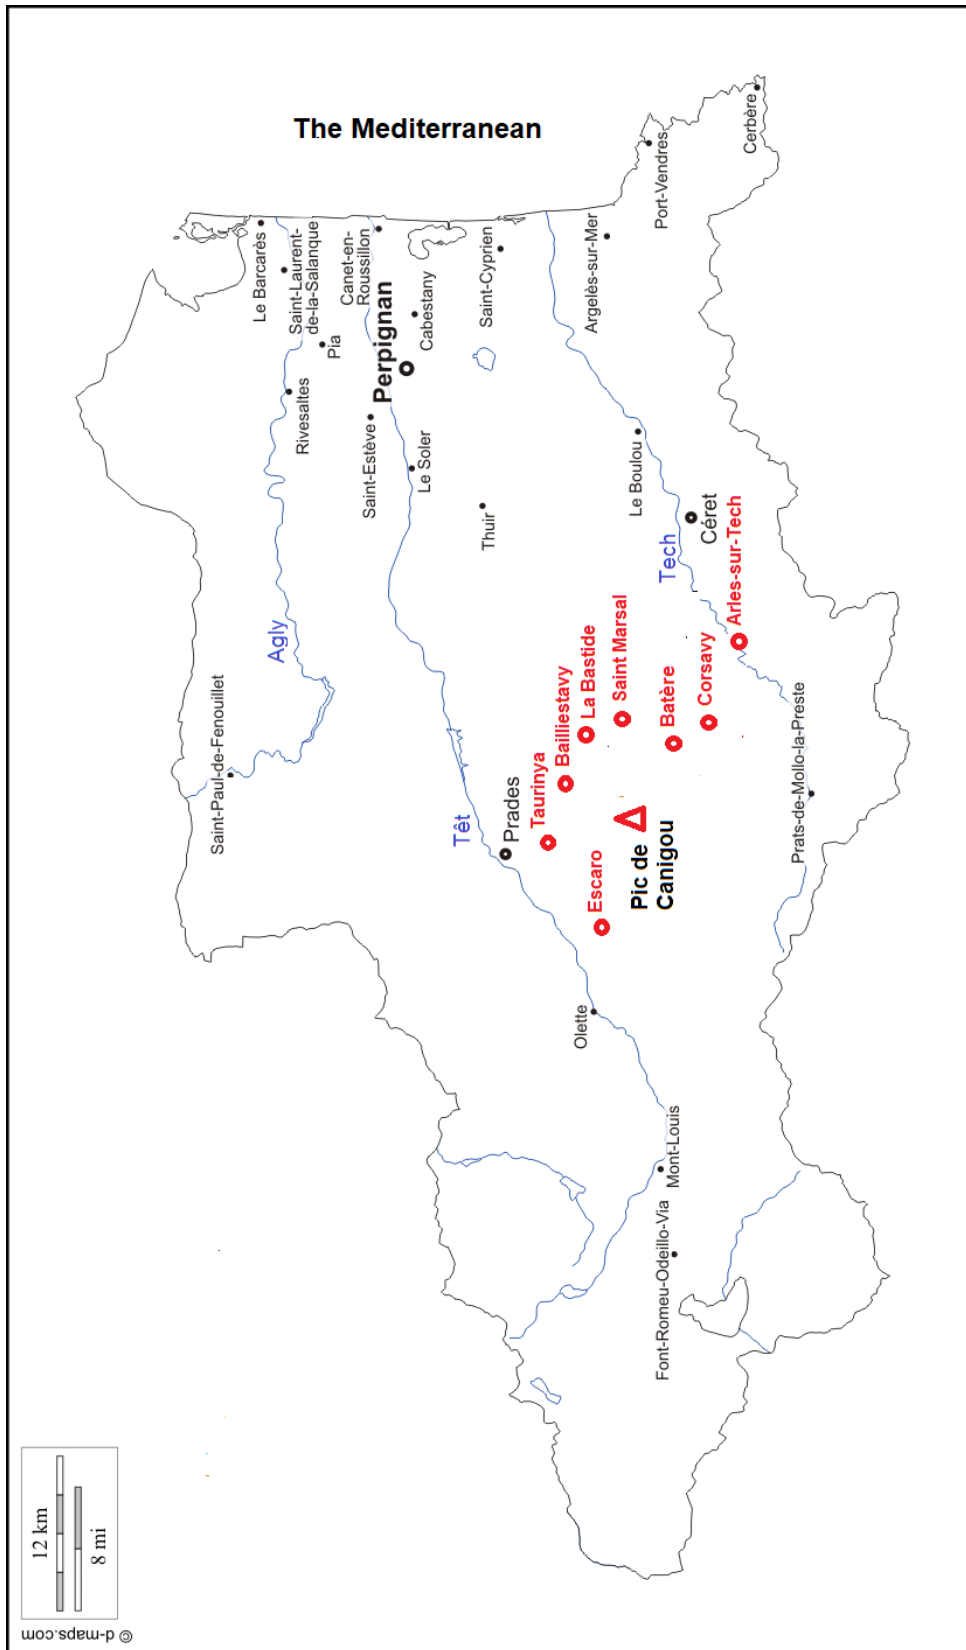 The Mediterranean
Cerbère
Port-Vendres
Le Barcarès
Saint-Laurent-
de-la-Salanque
Canet-en-
Roussillon
Saint-Cyprien
Argelès-sur-Mer
Pia
Perpignan
Cabestany
Rivesaltes
Saint-Estève
Le Soler
Thuir
Le Boulou
Céret
Tech
Arles-sur-Tech
Agly
Saint-Paul-de-Fenouillet
Têt
Prades
Taurinya
Bailliestavy
La Bastide
Saint Marsal
Batère
Corsavy
Prats-de-Mollo-la-Preste
Escaro
Pic de
Canigou
Olette
Mont-Louis
Font-Romeu-Odeillo-Via
12 km
8 mi
© d-maps.com